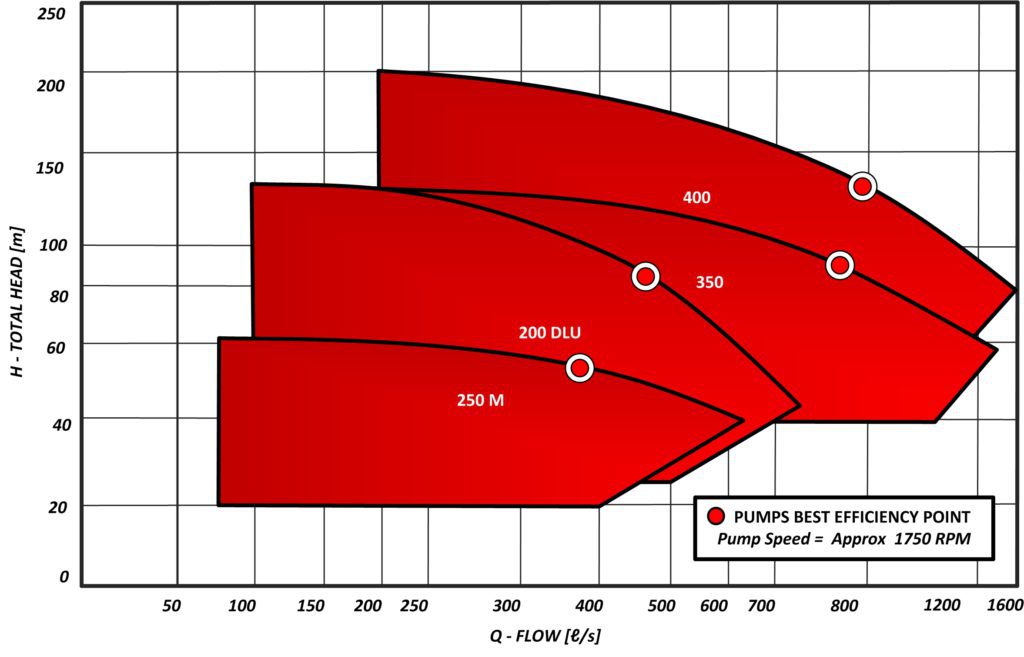 250
200
150
100
80
60
40
20
0
H - TOTAL HEAD [m]
400
350
200 DLU
250 M
PUMPS BEST EFFICIENCY POINT
Pump Speed = Approx 1750 RPM
50 100 150 200 250 300 400 500 600 700 800 1200 1600
Q - FLOW [ℓ/s]